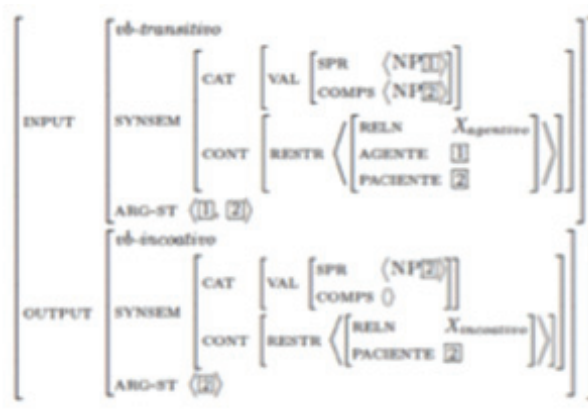 vb-transitivo
SPR ⟨NP[1]⟩
CAT VAL
COMPS ⟨NP[2]⟩
INPUT SYNSEM
RELN X agentivo
CONT RESTR AGENTE [1]
PACIENTE [2]
ARG-ST ⟨[1], [2]⟩
vb-incoativo
SPR ⟨NP[2]⟩
CAT VAL
COMPS ⟨⟩
OUTPUT SYNSEM
RELN X incoativo
CONT RESTR
PACIENTE [2]
ARG-ST ⟨[2]⟩